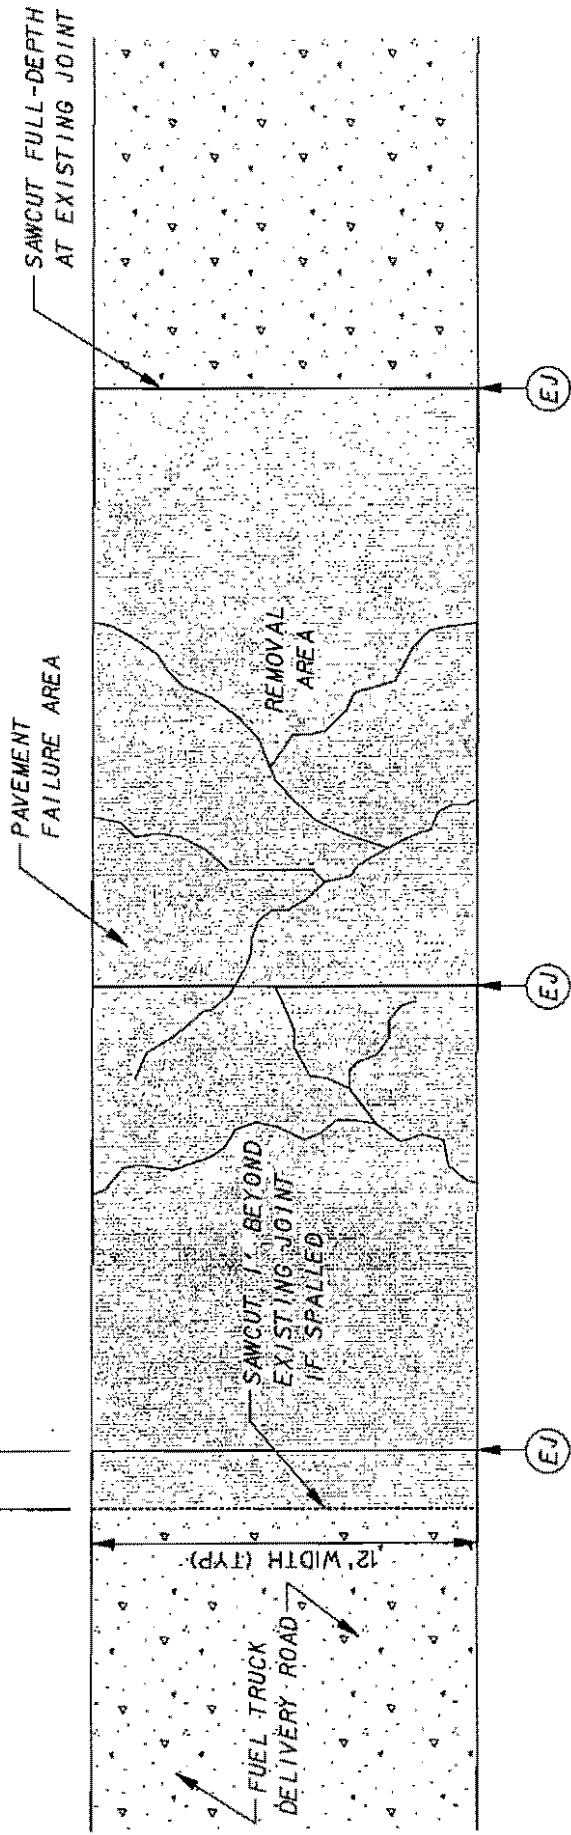 FUEL TRUCK
DELIVERY ROAD
12' WIDTH (TYP)
SAWCUT 1' BEYOND
EXISTING JOINT
IF SPALLED
PAVEMENT
FAILURE AREA
REMOVAL
AREA
SAWCUT FULL-DEPTH
AT EXISTING JOINT
EJ
EJ
EJ